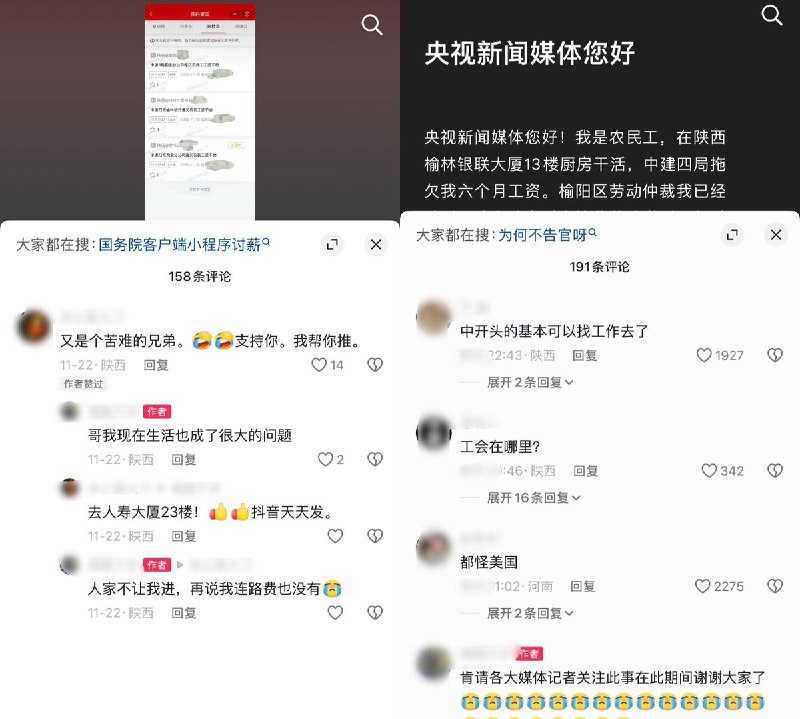 大家都在搜:国务院客户端小程序讨薪
158条评论
又是个苦难的兄弟。🤣🤣支持你。我帮你推。
11-22·陕西 回复 14
作者赞过
作者
哥我现在生活也成了很大的问题
11-22·陕西 回复 2
去人寿大厦23楼！👍👍抖音天天发。
11-22·陕西 回复
作者
人家不让我进，再说我连路费也没有😭
11-22·陕西 回复
央视新闻媒体您好
央视新闻媒体您好！我是农民工，在陕西
榆林银联大厦13楼厨房干活，中建四局拖
欠我六个月工资。榆阳区劳动仲裁我已经
大家都在搜:为何不告官呀
191条评论
中开头的基本可以找工作去了
22:43·陕西 回复 1927
展开2条回复
工会在哪里?
0:46·陕西 回复 342
展开16条回复
都怪美国
1:02·河南 回复 2275
展开2条回复
作者
肯请各大媒体记者关注此事在此期间谢谢大家了
😭😭😭😭😭😭😭😭😭😭😭😭😭😭